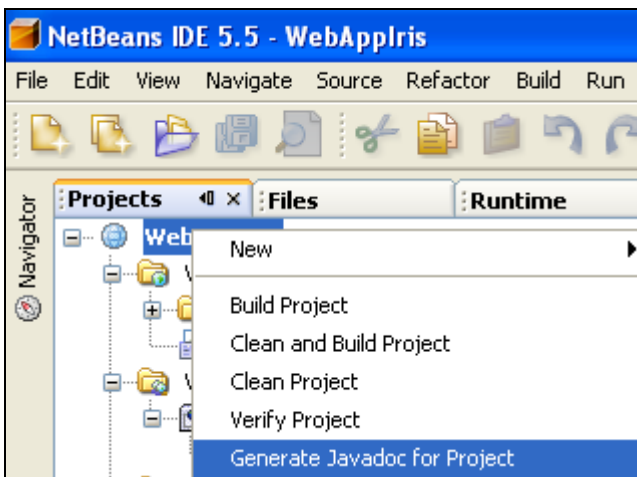 NetBeans IDE 5.5 - WebAppIris
File Edit View Navigate Source Refactor Build Run
Projects Files Runtime
Navigator
Web
New
Build Project
Clean and Build Project
Clean Project
Verify Project
Generate Javadoc for Project